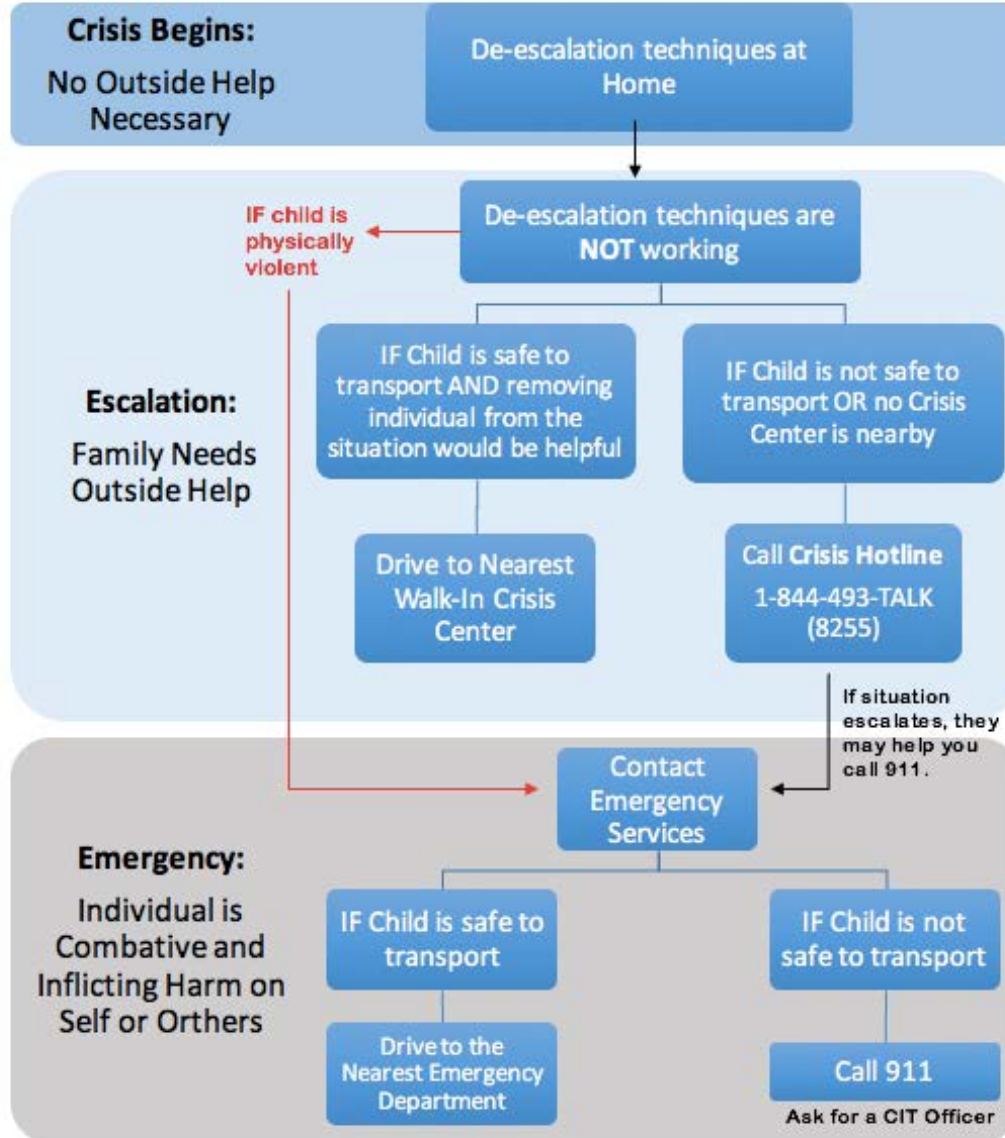 Crisis Begins:
No Outside Help
Necessary
De-escalation techniques at
Home
De-escalation techniques are
NOT working
IF child is
physically
violent
Escalation:
Family Needs
Outside Help
IF Child is safe to
transport AND removing
individual from the
situation would be helpful
IF Child is not safe to
transport OR no Crisis
Center is nearby
Drive to Nearest
Walk-In Crisis
Center
Call Crisis Hotline
1-844-493-TALK
(8255)
If situation
escalates, they
may help you
call 911.
Emergency:
Individual is
Combative and
Inflicting Harm on
Self or Orthers
Contact
Emergency
Services
IF Child is safe to
transport
IF Child is not
safe to transport
Drive to the
Nearest Emergency
Department
Call 911
Ask for a CIT Officer